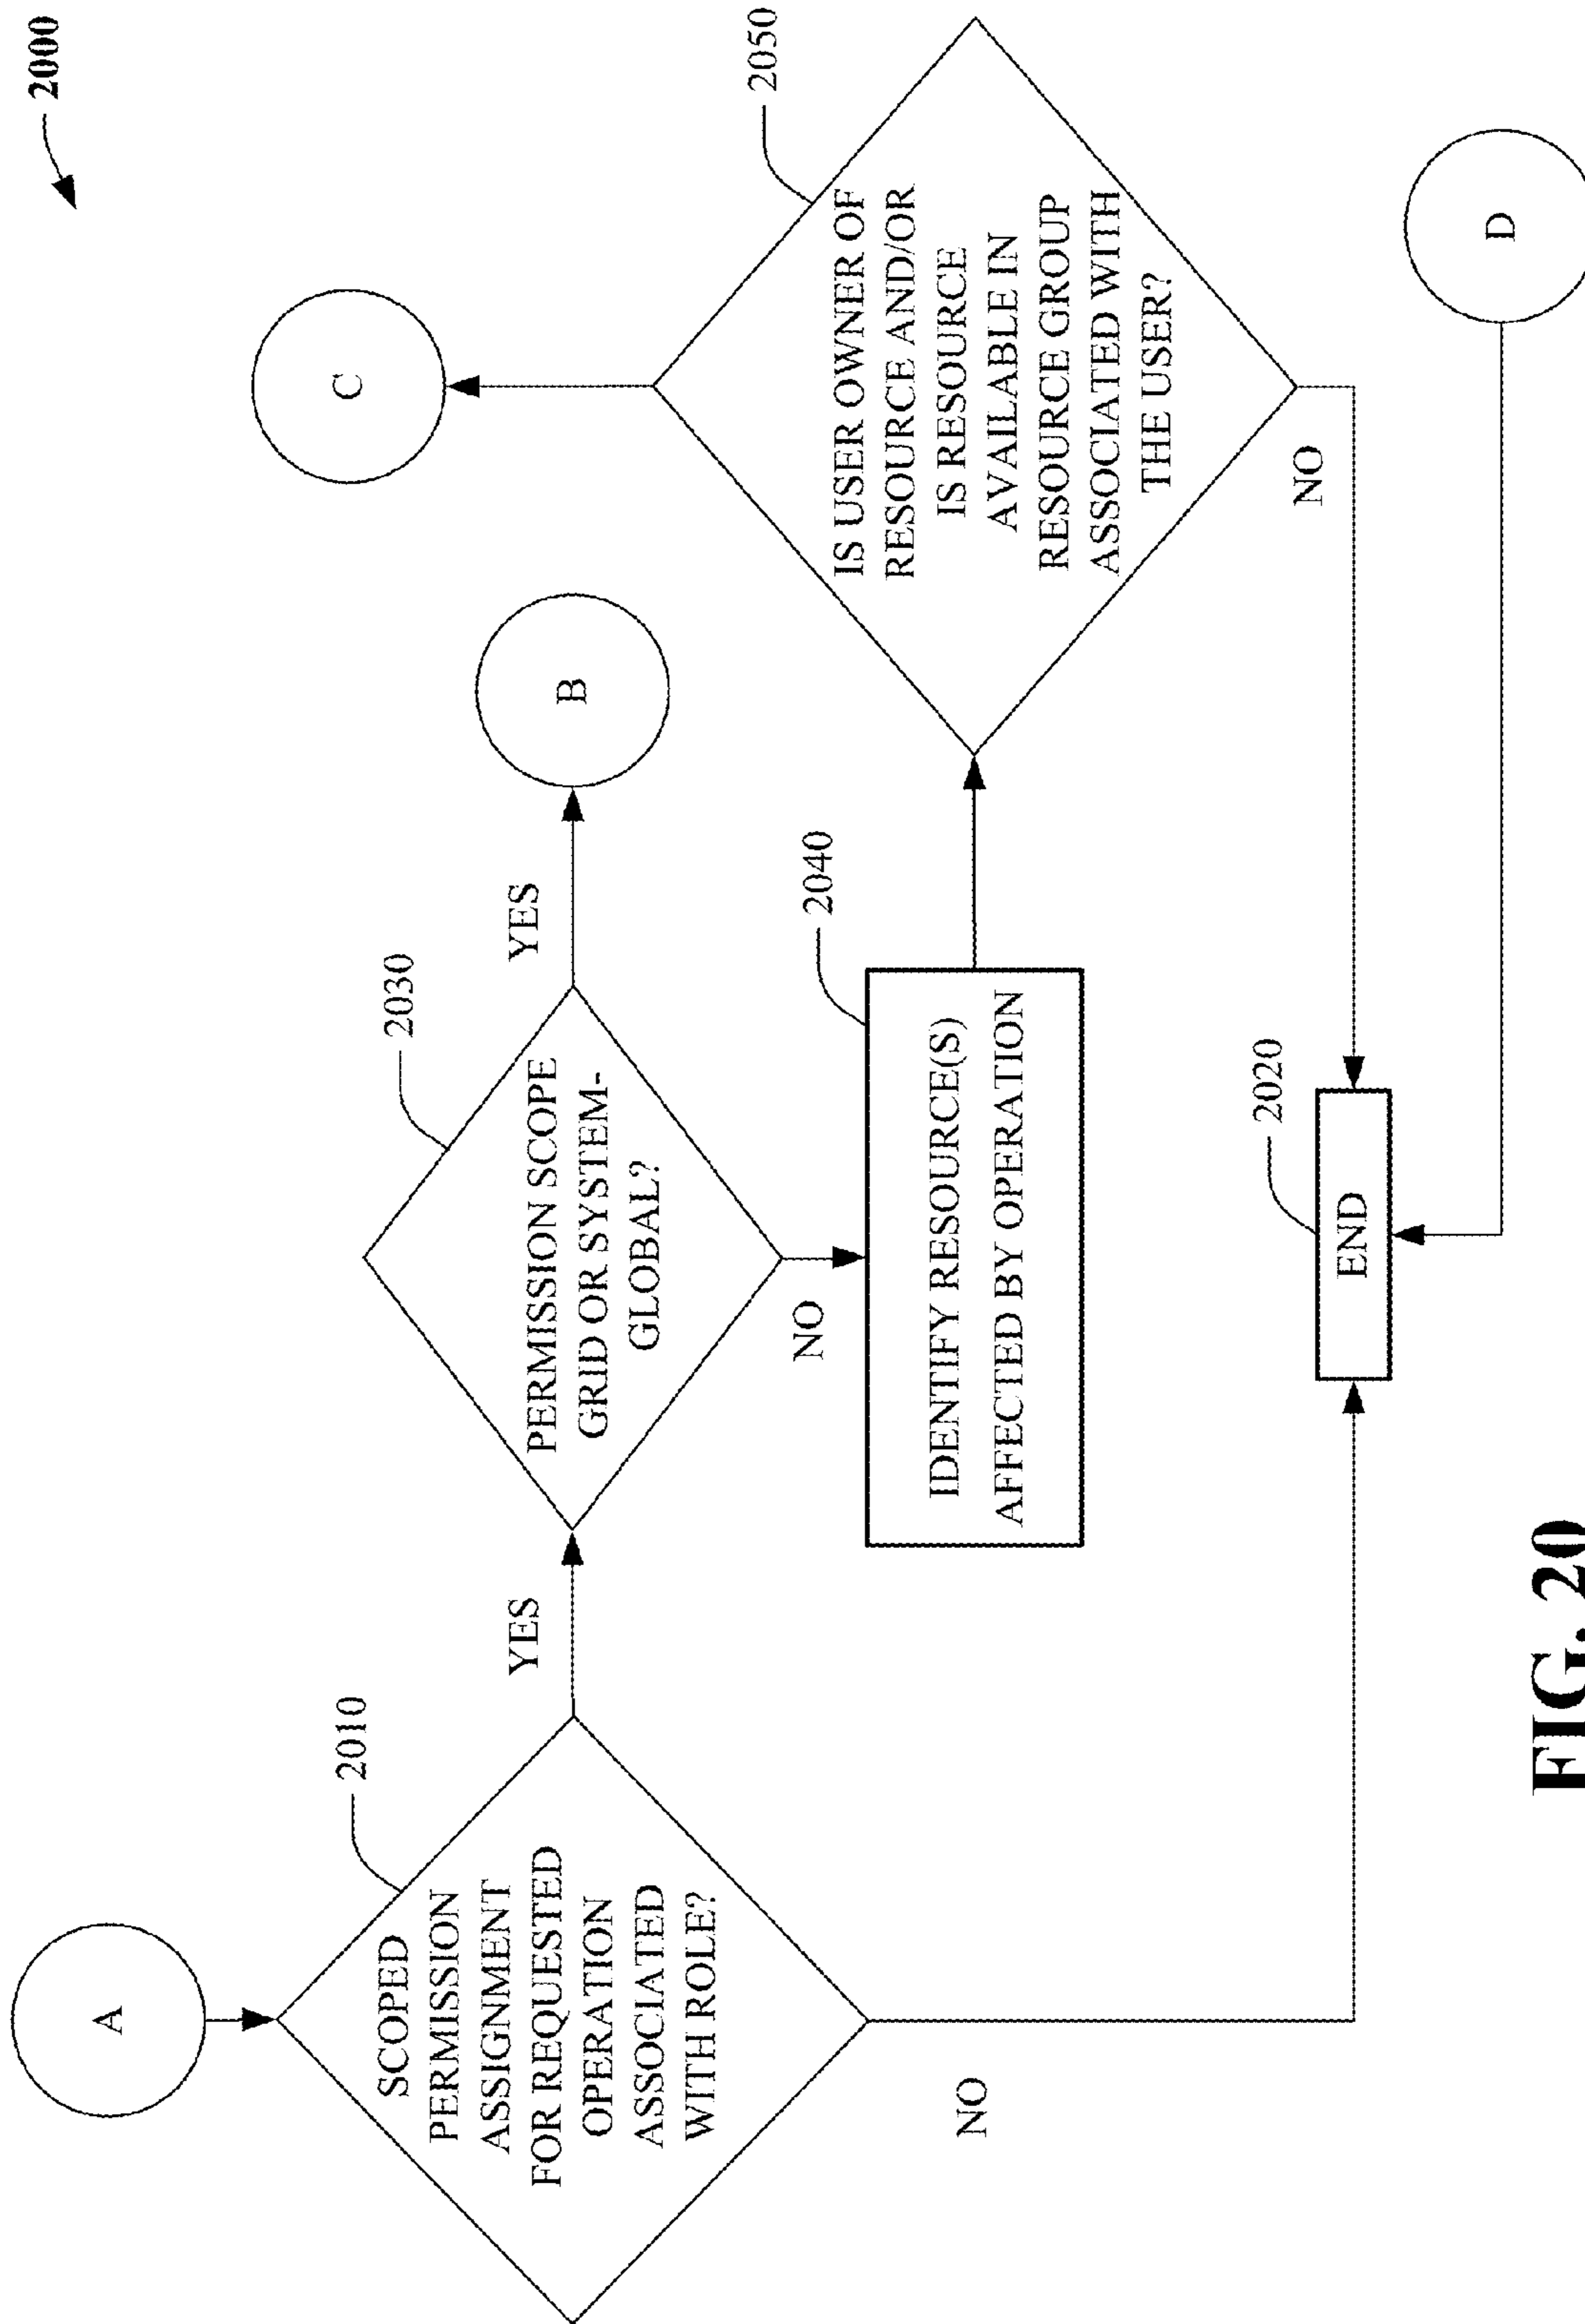 2000
A
SCOPED
PERMISSION
ASSIGNMENT
FOR REQUESTED
OPERATION
ASSOCIATED
WITH ROLE?
2010
YES
NO
PERMISSION SCOPE
GRID OR SYSTEM-
GLOBAL?
2030
YES
NO
B
IDENTIFY RESOURCE(S)
AFFECTED BY OPERATION
2040
IS USER OWNER OF
RESOURCE AND/OR
IS RESOURCE
AVAILABLE IN
RESOURCE GROUP
ASSOCIATED WITH
THE USER?
2050
C
NO
END
2020
D
FIG. 20